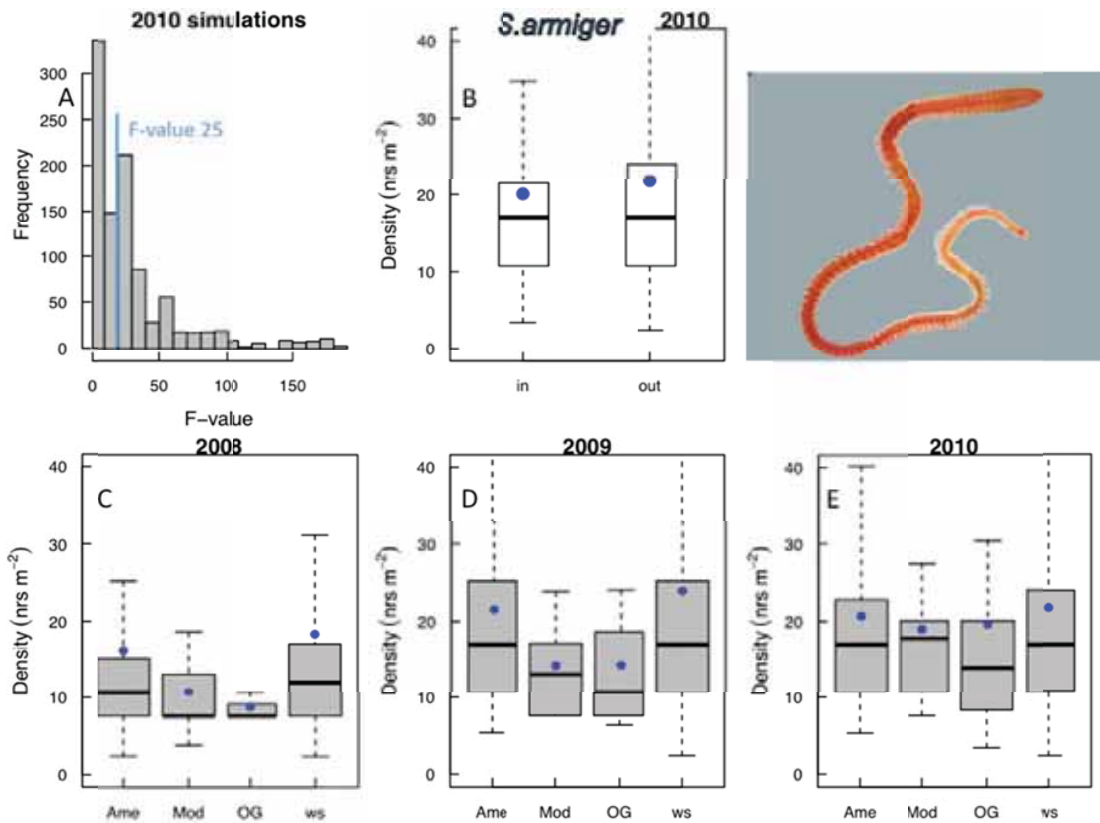 2010 simulations
A
F-value 25
Frequency
300
250
200
150
100
50
0
0 50 100 150
F-value
S.armiger 2010
B
Density (nrs m⁻²)
40
30
20
10
0
in out
2008
C
Density (nrs m⁻²)
40
30
20
10
0
Ame Mod OG ws
2009
D
Density (nrs m⁻²)
40
30
20
10
0
Ame Mod OG ws
2010
E
Density (nrs m⁻²)
40
30
20
10
0
Ame Mod OG ws